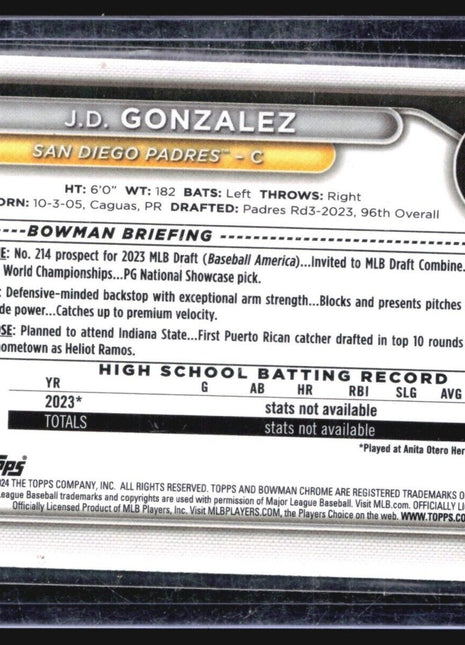 J.D. GONZALEZ
SAN DIEGO PADRES™ – C
HT: 6'0" WT: 182 BATS: Left THROWS: Right
ORN: 10-3-05, Caguas, PR DRAFTED: Padres Rd3-2023, 96th Overall
BOWMAN BRIEFING
E: No. 214 prospect for 2023 MLB Draft (Baseball America)...Invited to MLB Draft Combine.
World Championships...PG National Showcase pick.
: Defensive-minded backstop with exceptional arm strength...Blocks and presents pitches
de power...Catches up to premium velocity.
SE: Planned to attend Indiana State...First Puerto Rican catcher drafted in top 10 rounds
hometown as Heliot Ramos.
HIGH SCHOOL BATTING RECORD
YR G AB HR RBI SLG AVG
2023* stats not available
TOTALS stats not available
*Played at Anita Otero Her
pps
24 THE TOPPS COMPANY, INC. ALL RIGHTS RESERVED. TOPPS AND BOWMAN CHROME ARE REGISTERED TRADEMARKS O
eague Baseball trademarks and copyrights are used with permission of Major League Baseball. Visit MLB.com. OFFICIALLY LI
Officially Licensed Product of MLB Players, Inc. Visit MLBPLAYERS.COM, the Players Choice on the web. WWW.TOPPS.CO